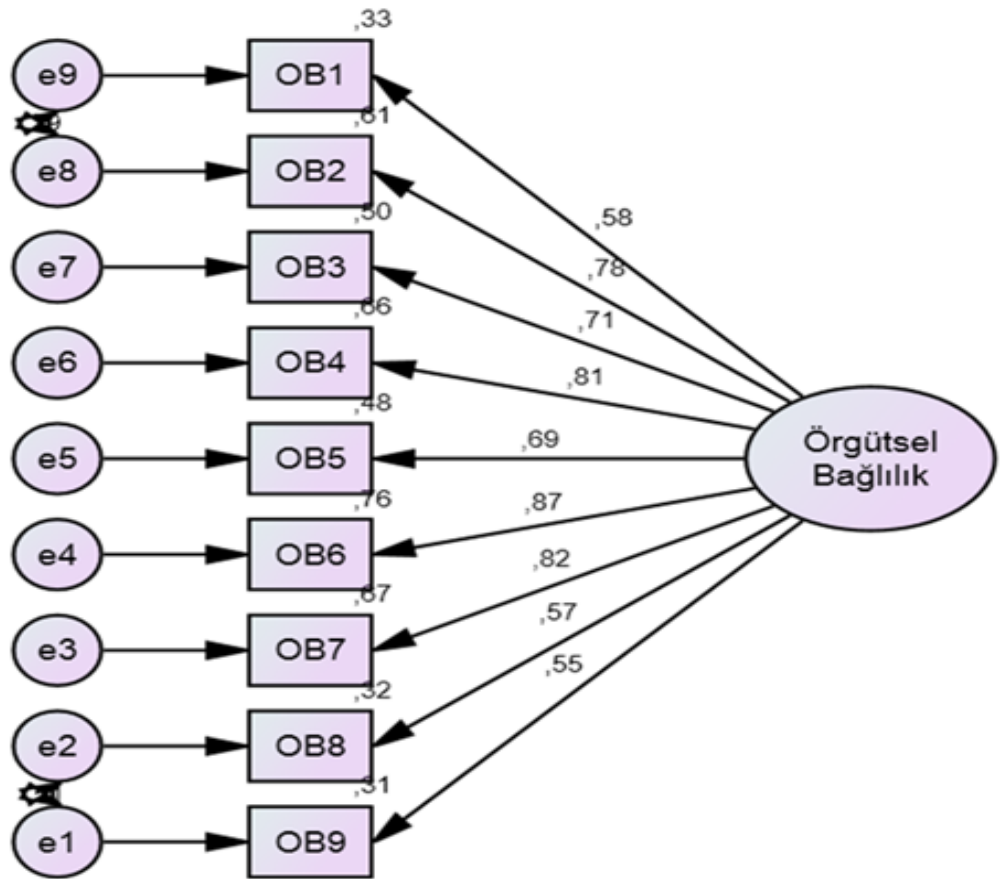 ,33
e9
OB1
,61
e8
OB2
,58
,50
e7
OB3
,78
,66
,71
e6
OB4
,81
,48
e5
OB5
,69
Örgütsel
Bağlılık
,76
e4
OB6
,87
,67
e3
OB7
,82
,32
,57
e2
OB8
,55
,31
e1
OB9